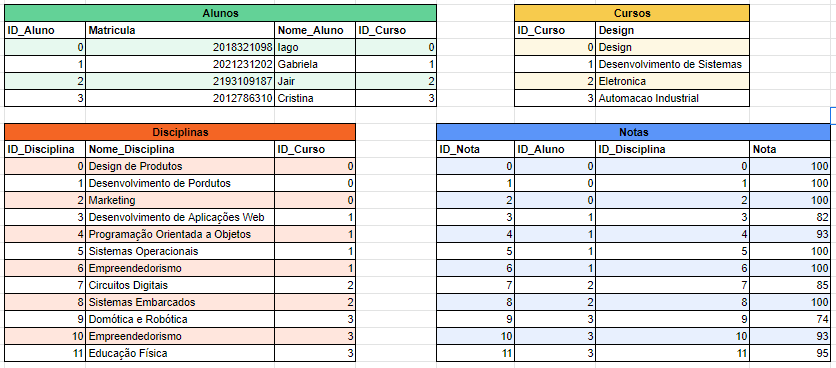 Alunos
ID_Aluno Matricula Nome_Aluno ID_Curso
0 2018321098 Iago 0
1 2021231202 Gabriela 1
2 2193109187 Jair 2
3 2012786310 Cristina 3
Cursos
ID_Curso Design
0 Design
1 Desenvolvimento de Sistemas
2 Eletronica
3 Automacao Industrial
Disciplinas
ID_Disciplina Nome_Disciplina ID_Curso
0 Design de Produtos 0
1 Desenvolvimento de Pordutos 0
2 Marketing 0
3 Desenvolvimento de Aplicações Web 1
4 Programação Orientada a Objetos 1
5 Sistemas Operacionais 1
6 Empreendedorismo 1
7 Circuitos Digitais 2
8 Sistemas Embarcados 2
9 Domótica e Robótica 3
10 Empreendedorismo 3
11 Educação Física 3
Notas
ID_Nota ID_Aluno ID_Disciplina Nota
0 0 0 100
1 0 1 100
2 0 2 100
3 1 3 82
4 1 4 93
5 1 5 100
6 1 6 100
7 2 7 85
8 2 8 100
9 3 9 74
10 3 10 93
11 3 11 95